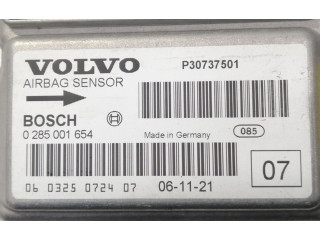 VOLVO
P30737501
AIRBAG SENSOR
BOSCH
0 285 001 654
Made in Germany
085
07
06 0325 0724 07
06-11-21